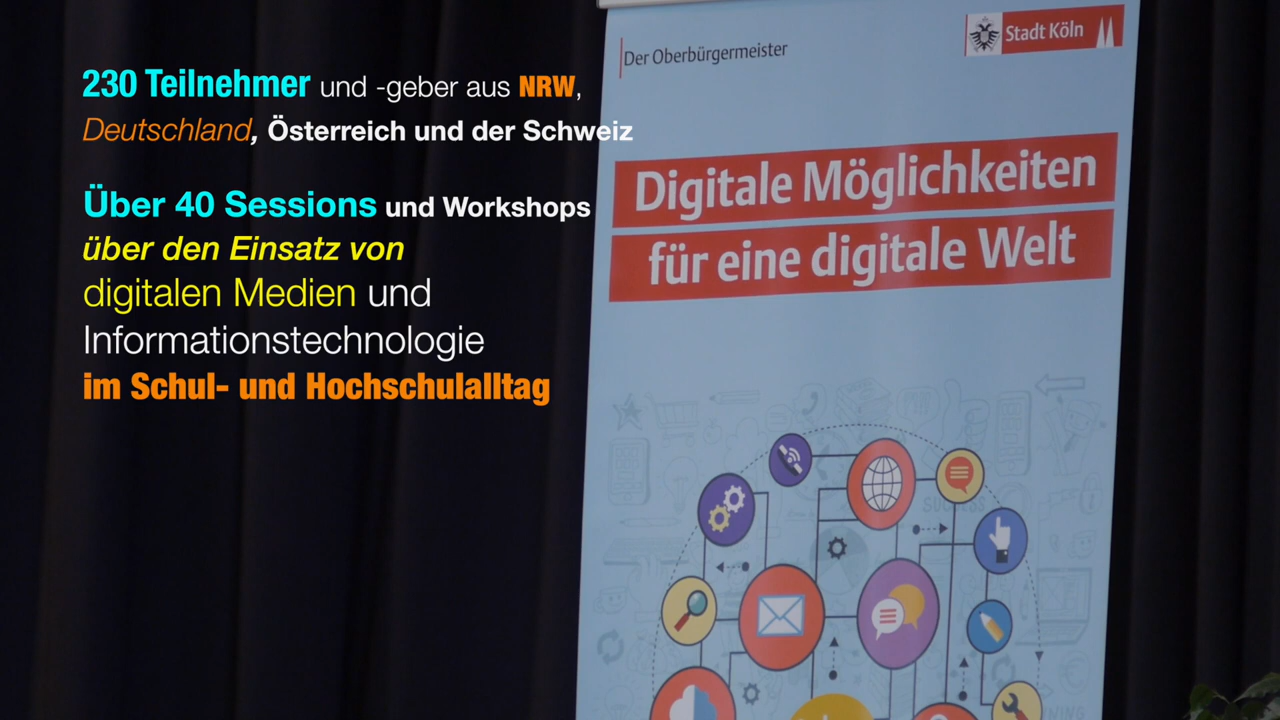 230 Teilnehmer und -geber aus NRW,
Deutschland, Österreich und der Schweiz
Über 40 Sessions und Workshops
über den Einsatz von
digitalen Medien und
Informationstechnologie
im Schul- und Hochschulalltag
Der Oberbürgermeister
Stadt Köln
Digitale Möglichkeiten
für eine digitale Welt
SUCCESS